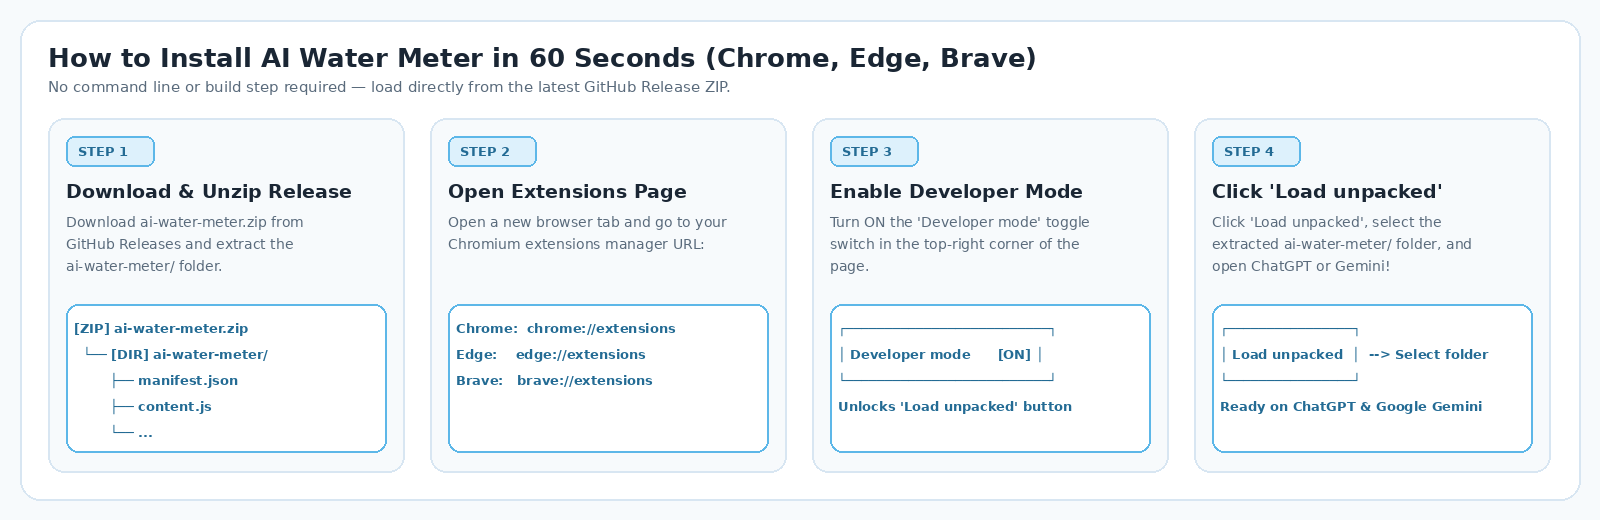 How to Install AI Water Meter in 60 Seconds (Chrome, Edge, Brave)
No command line or build step required — load directly from the latest GitHub Release ZIP.
STEP 1
Download & Unzip Release
Download ai-water-meter.zip from
GitHub Releases and extract the
ai-water-meter/ folder.
[ZIP] ai-water-meter.zip
└── [DIR] ai-water-meter/
├── manifest.json
├── content.js
└── ...
STEP 2
Open Extensions Page
Open a new browser tab and go to your
Chromium extensions manager URL:
Chrome: chrome://extensions
Edge: edge://extensions
Brave: brave://extensions
STEP 3
Enable Developer Mode
Turn ON the 'Developer mode' toggle
switch in the top-right corner of the
page.
│ Developer mode [ON] │
Unlocks 'Load unpacked' button
STEP 4
Click 'Load unpacked'
Click 'Load unpacked', select the
extracted ai-water-meter/ folder, and
open ChatGPT or Gemini!
│ Load unpacked │ --> Select folder
Ready on ChatGPT & Google Gemini